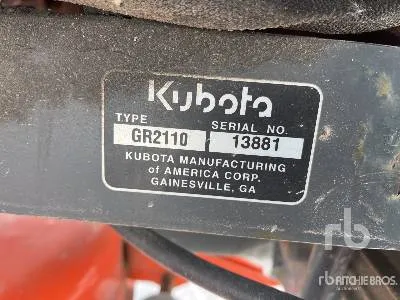 Kubota
TYPE SERIAL NO.
GR2110 13881
KUBOTA MANUFACTURING
of AMERICA CORP.
GAINESVILLE, GA
rb
RITCHIE BROS.